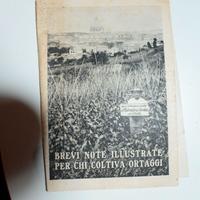 BREVI NOTE ILLUSTRATE
PER CHI COLTIVA ORTAGGI